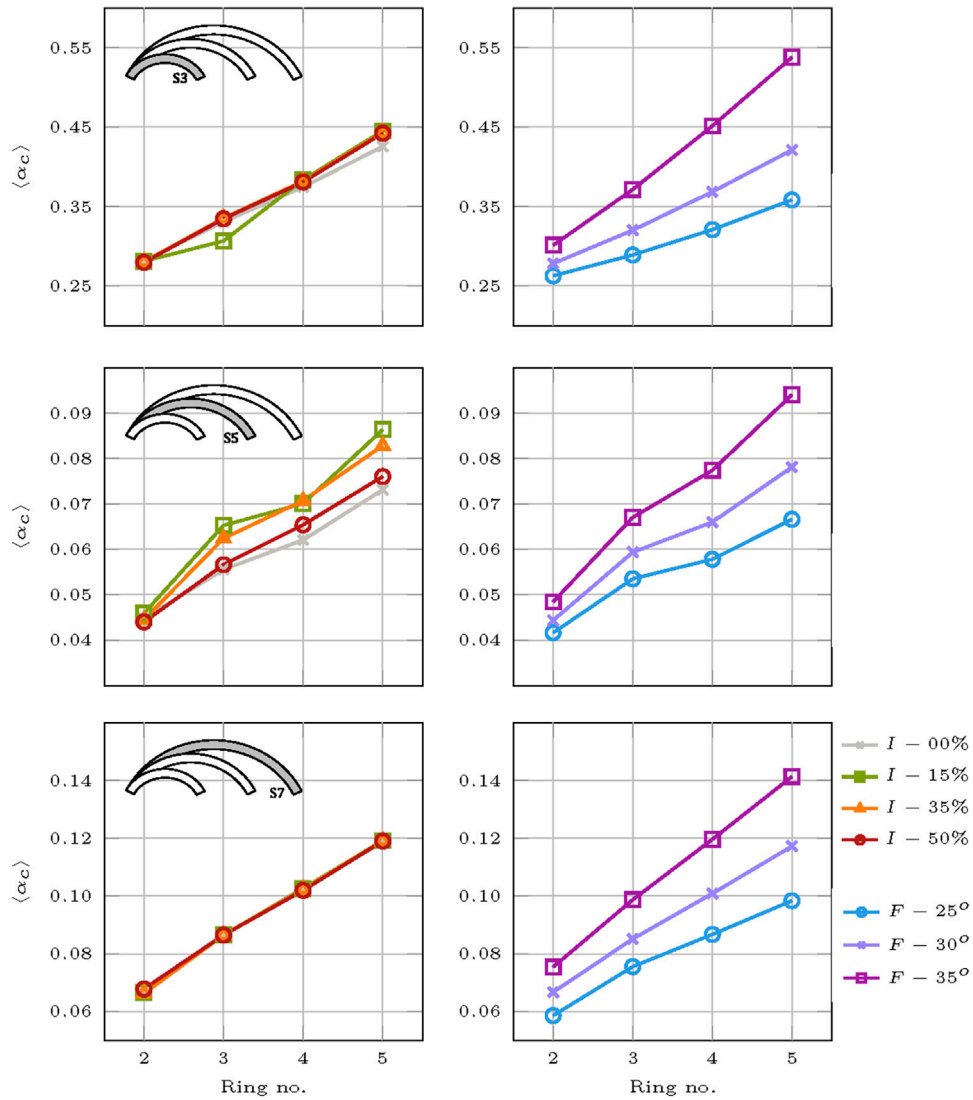 0.55
0.45
0.35
0.25
⟨αc⟩
S3
0.55
0.45
0.35
0.25
0.09
0.08
0.07
0.06
0.05
0.04
⟨αc⟩
S5
0.09
0.08
0.07
0.06
0.05
0.04
0.14
0.12
0.10
0.08
0.06
⟨αc⟩
S7
2 3 4 5
Ring no.
0.14
0.12
0.10
0.08
0.06
2 3 4 5
Ring no.
I − 00%
I − 15%
I − 35%
I − 50%
F − 25°
F − 30°
F − 35°